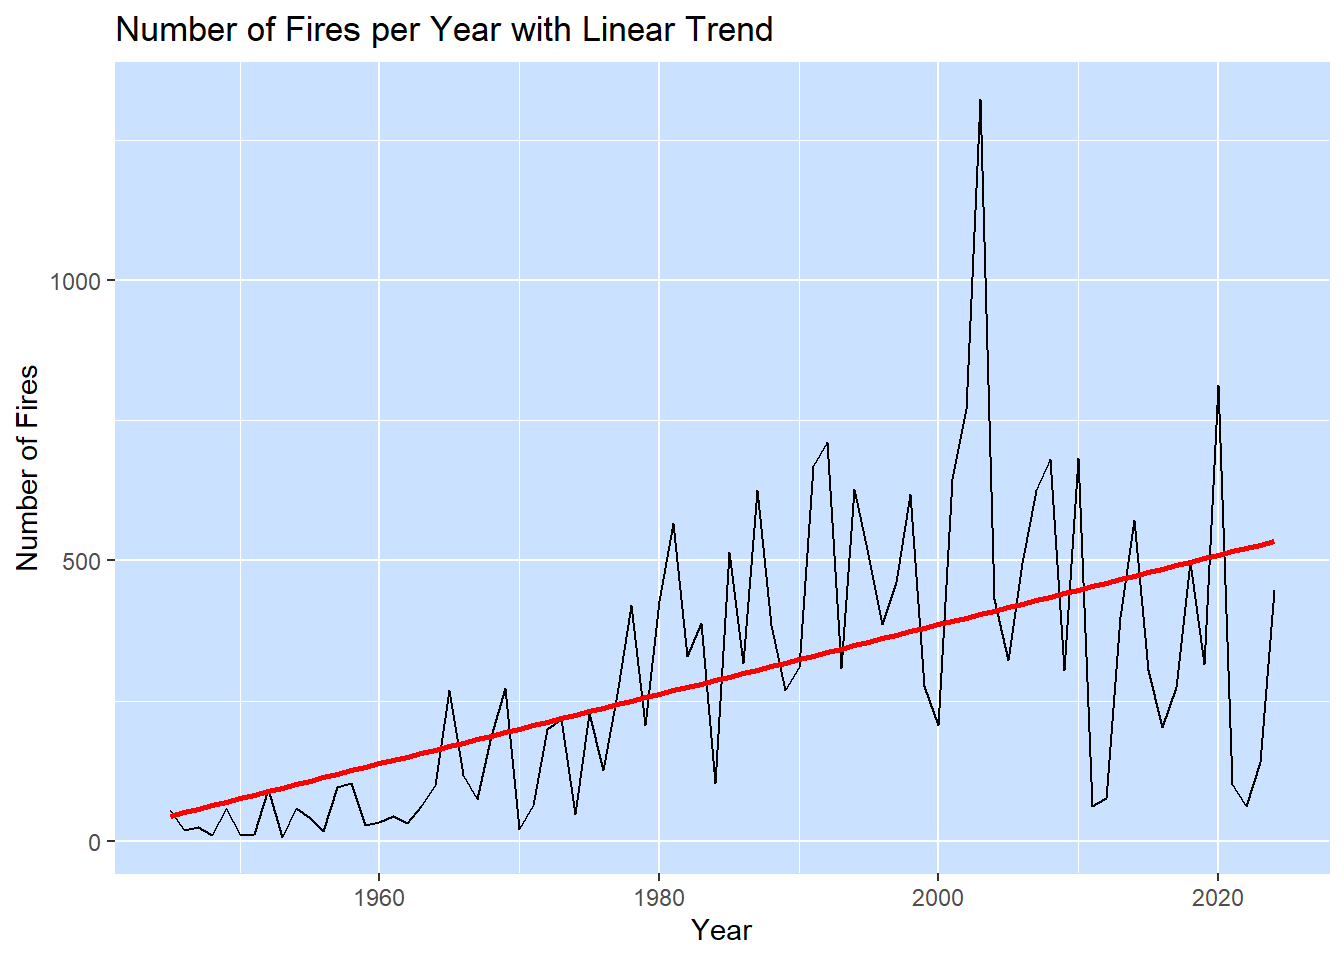 Number of Fires per Year with Linear Trend
Number of Fires
1000
500
0
1960
1980
2000
2020
Year